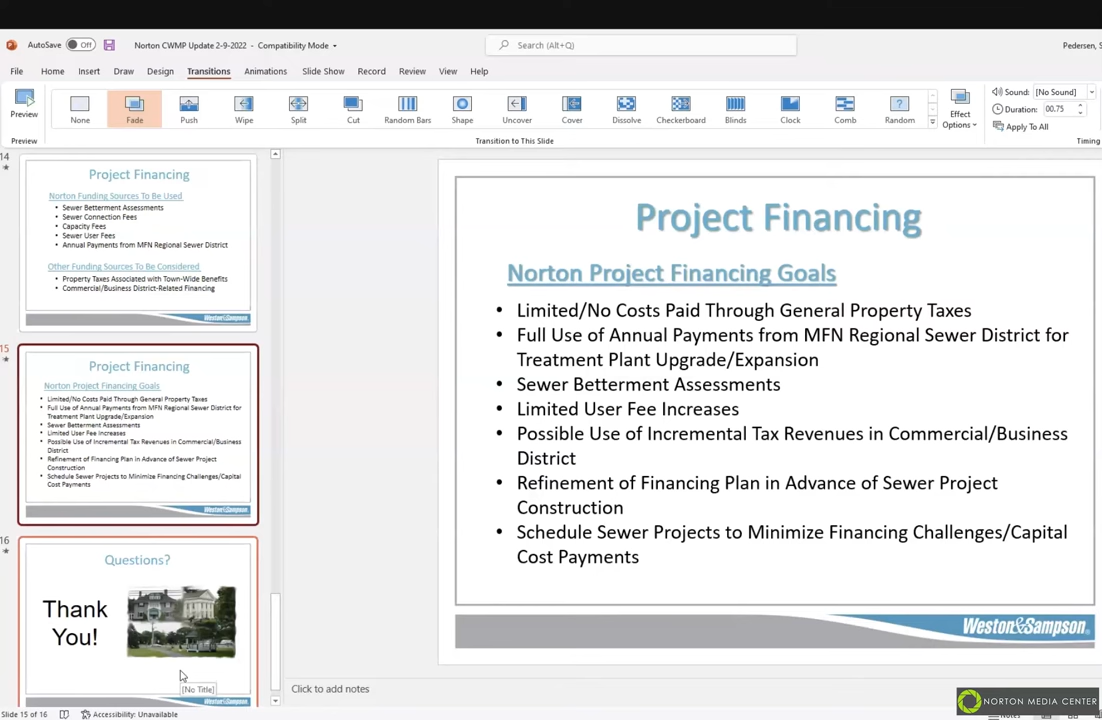 AutoSave Off Norton CWMP Update 2-9-2022 - Compatibility Mode Search (Alt+Q) Pedersen, S
File Home Insert Draw Design Transitions Animations Slide Show Record Review View Help
Preview None Fade Push Wipe Split Cut Random Bars Shape Uncover Cover Dissolve Checkerboard Blinds Clock Comb Random Effect Options
Sound: [No Sound]
Duration: 00.75
Apply To All
Preview Transition to This Slide Timing
14
Project Financing
Norton Funding Sources To Be Used
• Sewer Betterment Assessments
• Sewer Connection Fees
• Capacity Fees
• Sewer User Fees
• Annual Payments from MFN Regional Sewer District
Other Funding Sources To Be Considered
• Property Taxes Associated with Town-Wide Benefits
• Commercial/Business District-Related Financing
Weston&Sampson
15
Project Financing
Norton Project Financing Goals
• Limited/No Costs Paid Through General Property Taxes
• Full Use of Annual Payments from MFN Regional Sewer District for
Treatment Plant Upgrade/Expansion
• Sewer Betterment Assessments
• Limited User Fee Increases
• Possible Use of Incremental Tax Revenues in Commercial/Business
District
• Refinement of Financing Plan in Advance of Sewer Project
Construction
• Schedule Sewer Projects to Minimize Financing Challenges/Capital
Cost Payments
Weston&Sampson
16
Questions?
Thank
You!
[No Title]
Weston&Sampson
Project Financing
Norton Project Financing Goals
• Limited/No Costs Paid Through General Property Taxes
• Full Use of Annual Payments from MFN Regional Sewer District for
Treatment Plant Upgrade/Expansion
• Sewer Betterment Assessments
• Limited User Fee Increases
• Possible Use of Incremental Tax Revenues in Commercial/Business
District
• Refinement of Financing Plan in Advance of Sewer Project
Construction
• Schedule Sewer Projects to Minimize Financing Challenges/Capital
Cost Payments
Weston&Sampson
Click to add notes
NORTON MEDIA CENTER
Slide 15 of 16 Accessibility: Unavailable Notes